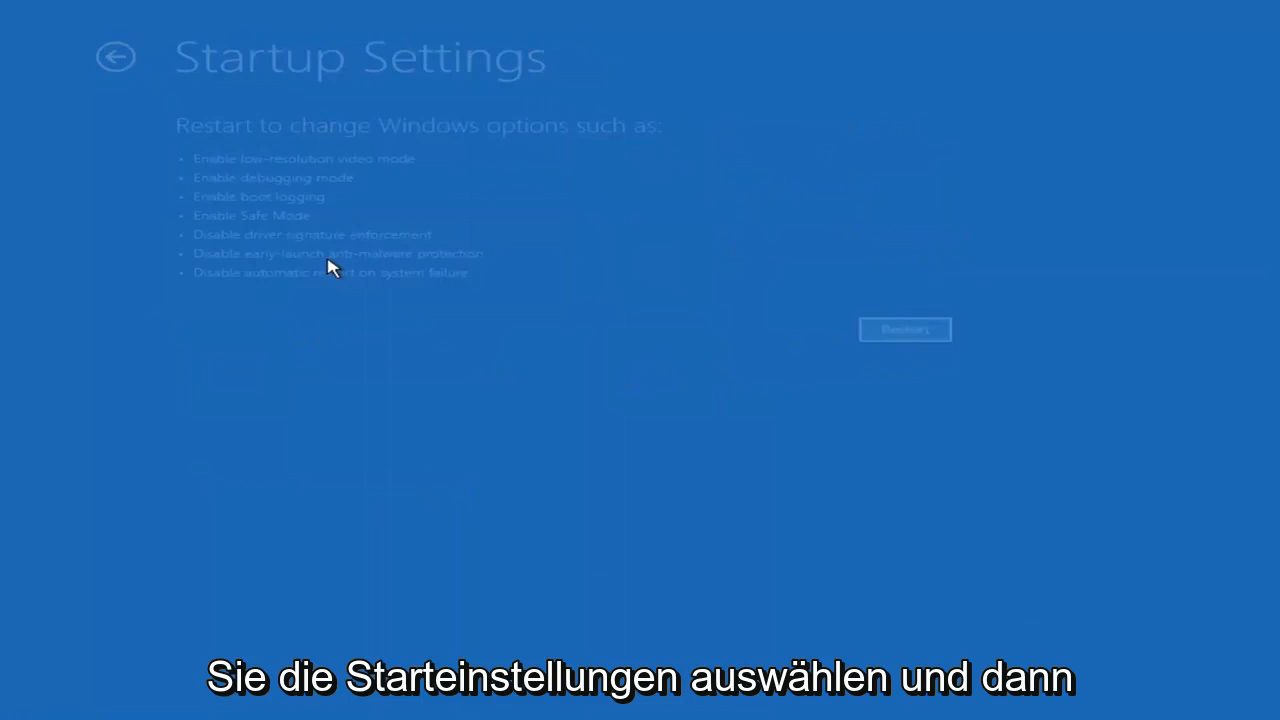 Startup Settings
Restart to change Windows options such as:
• Enable low-resolution video mode
• Enable debugging mode
• Enable boot logging
• Enable Safe Mode
• Disable driver signature enforcement
• Disable early-launch anti-malware protection
• Disable automatic restart on system failure
Restart
Sie die Starteinstellungen auswählen und dann